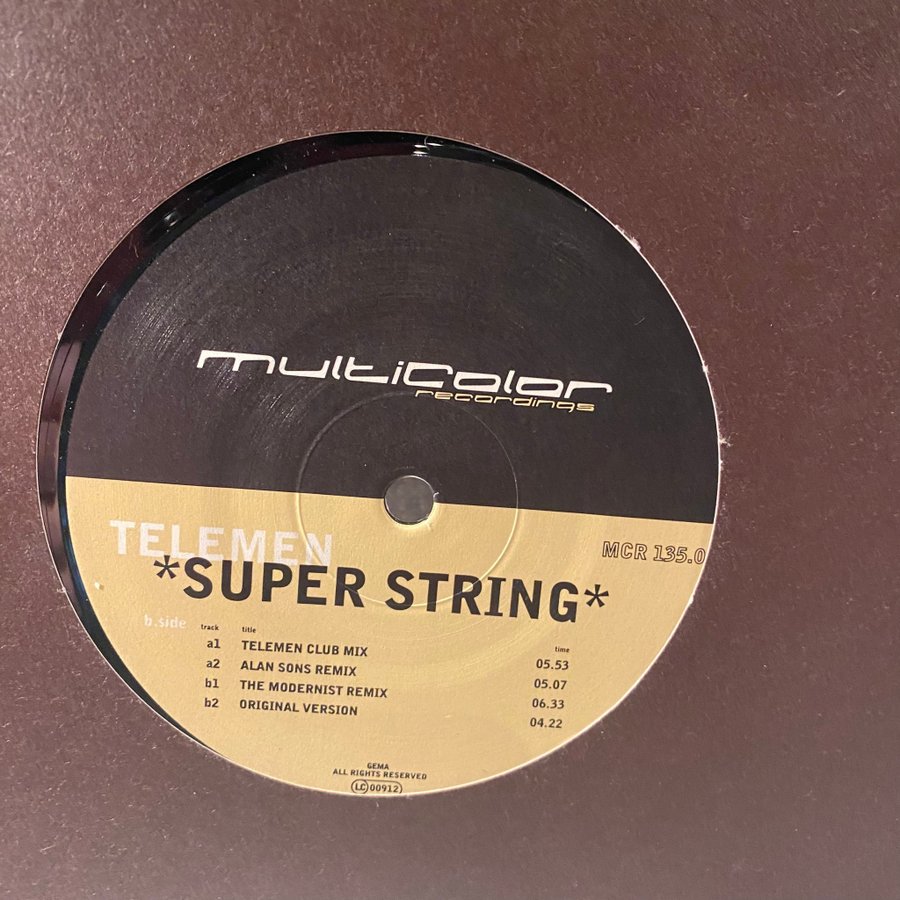 multicolor
recordings
TELEMEN
MCR 135.0
*SUPER STRING*
b.side track title time
a1 TELEMEN CLUB MIX 05.53
a2 ALAN SONS REMIX 05.07
b1 THE MODERNIST REMIX 06.33
b2 ORIGINAL VERSION 04.22
GEMA
ALL RIGHTS RESERVED
LC 00912